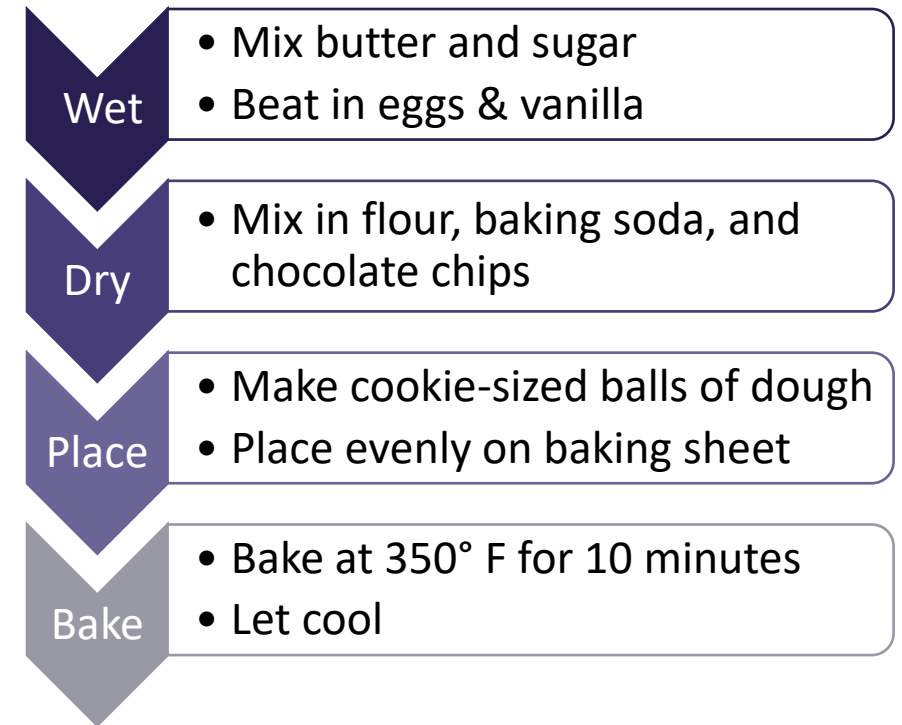 Wet
• Mix butter and sugar
• Beat in eggs & vanilla
Dry
• Mix in flour, baking soda, and
chocolate chips
Place
• Make cookie-sized balls of dough
• Place evenly on baking sheet
Bake
• Bake at 350° F for 10 minutes
• Let cool